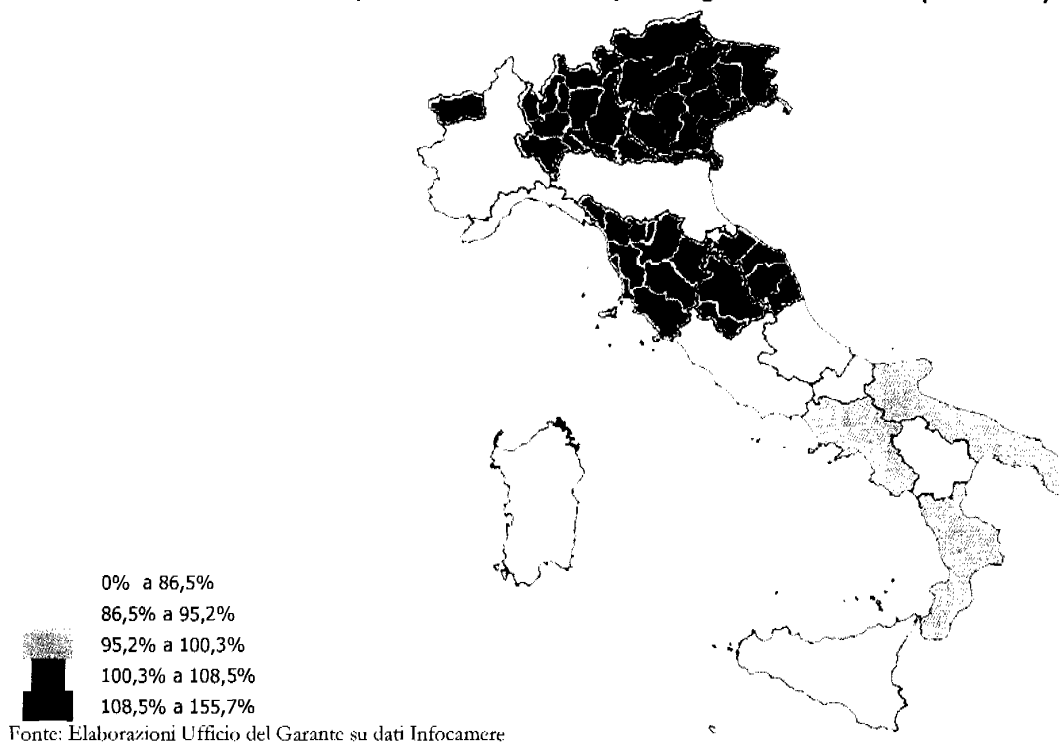 0% a 86,5%
86,5% a 95,2%
95,2% a 100,3%
100,3% a 108,5%
108,5% a 155,7%
Fonte: Elaborazioni Ufficio del Garante su dati Infocamere